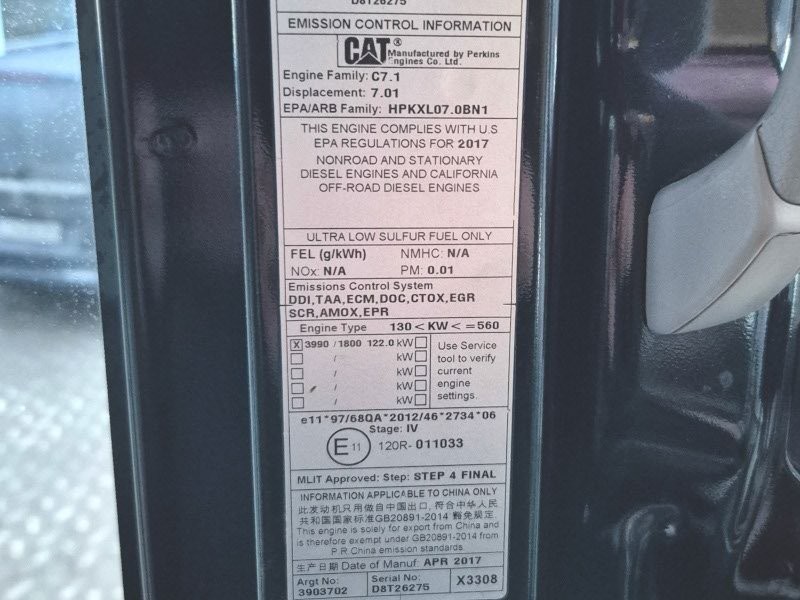 D8T26275
EMISSION CONTROL INFORMATION
CAT® Manufactured by Perkins
Engines Co. Ltd.
Engine Family: C7.1
Displacement: 7.01
EPA/ARB Family: HPKXL07.0BN1
THIS ENGINE COMPLIES WITH U.S
EPA REGULATIONS FOR 2017
NONROAD AND STATIONARY
DIESEL ENGINES AND CALIFORNIA
OFF-ROAD DIESEL ENGINES
ULTRA LOW SULFUR FUEL ONLY
FEL (g/kWh) NMHC: N/A
NOx: N/A PM: 0.01
Emissions Control System
DDI,TAA,ECM,DOC,CTOX,EGR
SCR,AMOX,EPR
Engine Type 130 < KW < =560
X 3990 / 1800 122.0 kW
/ kW
/ kW
/ kW
/ kW
Use Service
tool to verify
current
engine
settings.
e11*97/68QA*2012/46*2734*06
Stage: IV
E 11 120R- 011033
MLIT Approved: Step: STEP 4 FINAL
INFORMATION APPLICABLE TO CHINA ONLY
此发动机只用做自中国出口, 符合中华人民
共和国国家标准GB20891-2014 豁免规定.
This engine is solely for export from China and
is therefore exempt under GB20891-2014 from
P.R.China emission standards.
生产日期 Date of Manuf: APR 2017
Argt No: Serial No: X3308
3903702 D8T26275